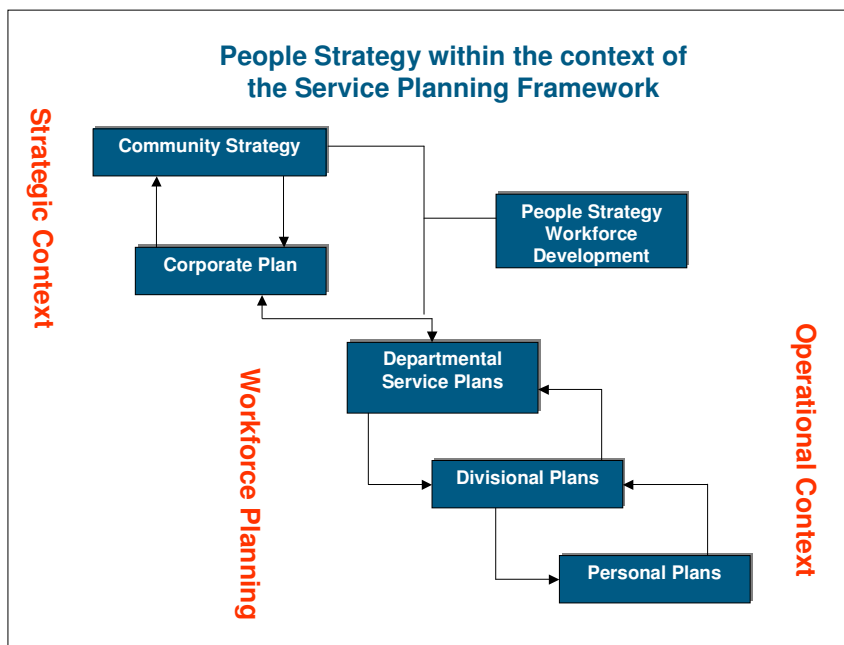 People Strategy within the context of
the Service Planning Framework
Strategic Context
Community Strategy
People Strategy
Workforce
Development
Corporate Plan
Operational Context
Departmental
Service Plans
Workforce Planning
Divisional Plans
Personal Plans